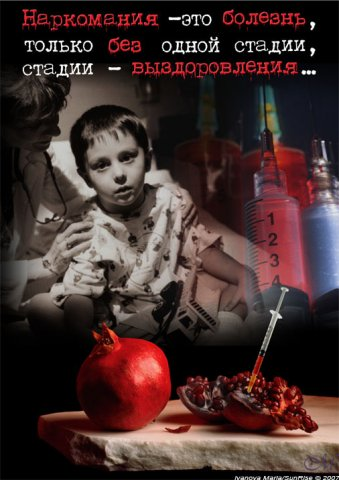 Наркомания –это болезнь,
только без одной стадии,
стадии – выздоровления...
1
2
3
4
Ivanova Maria/SunRise © 2007